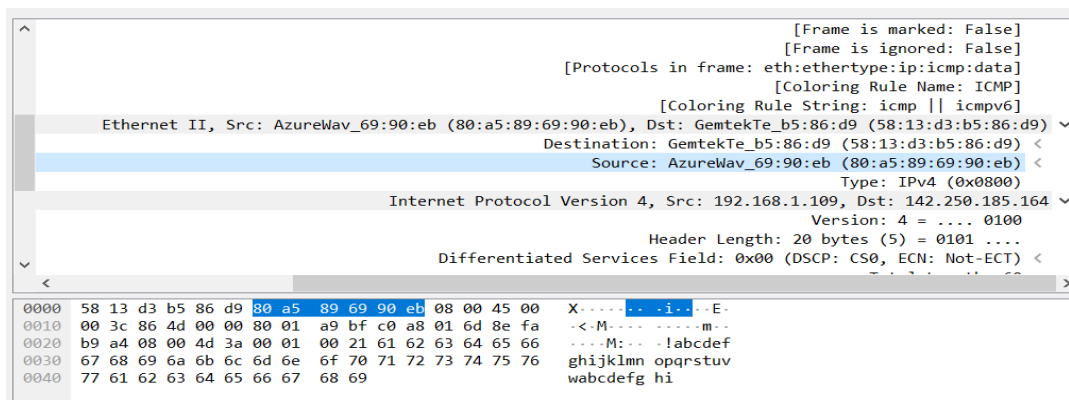 [Frame is marked: False]
[Frame is ignored: False]
[Protocols in frame: eth:ethertype:ip:icmp:data]
[Coloring Rule Name: ICMP]
[Coloring Rule String: icmp || icmpv6]
Ethernet II, Src: AzureWav_69:90:eb (80:a5:89:69:90:eb), Dst: GemtekTe_b5:86:d9 (58:13:d3:b5:86:d9)
Destination: GemtekTe_b5:86:d9 (58:13:d3:b5:86:d9)
Source: AzureWav_69:90:eb (80:a5:89:69:90:eb)
Type: IPv4 (0x0800)
Internet Protocol Version 4, Src: 192.168.1.109, Dst: 142.250.185.164
Version: 4 = .... 0100
Header Length: 20 bytes (5) = 0101 ....
Differentiated Services Field: 0x00 (DSCP: CS0, ECN: Not-ECT)
0000 58 13 d3 b5 86 d9 80 a5 89 69 90 eb 08 00 45 00 X····· ·· ·i·· ··E·
0010 00 3c 86 4d 00 00 80 01 a9 bf c0 a8 01 6d 8e fa ·<·M···· ·····m··
0020 b9 a4 08 00 4d 3a 00 01 00 21 61 62 63 64 65 66 ····M:·· ·!abcdef
0030 67 68 69 6a 6b 6c 6d 6e 6f 70 71 72 73 74 75 76 ghijklmn opqrstuv
0040 77 61 62 63 64 65 66 67 68 69 wabcdefg hi